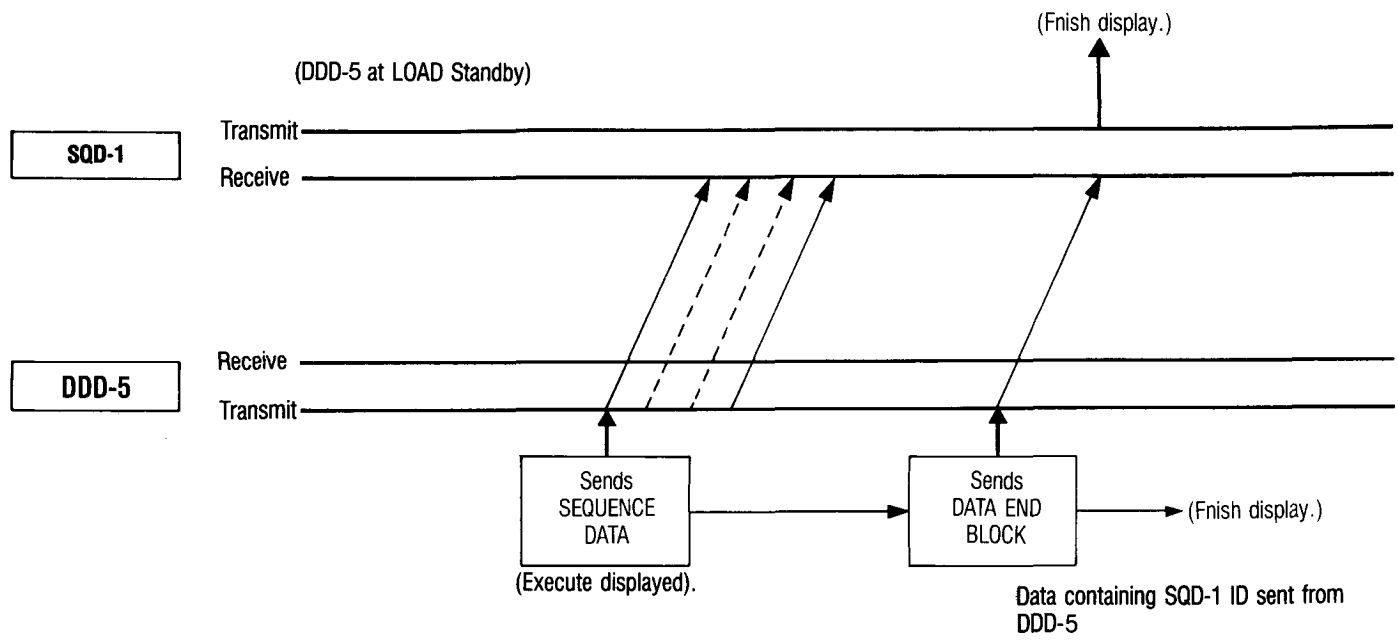 (Fnish display.)
(DDD-5 at LOAD Standby)
Transmit
SQD-1
Receive
Receive
DDD-5
Transmit
Sends
SEQUENCE
DATA
Sends
DATA END
BLOCK
(Fnish display.)
(Execute displayed).
Data containing SQD-1 ID sent from
DDD-5